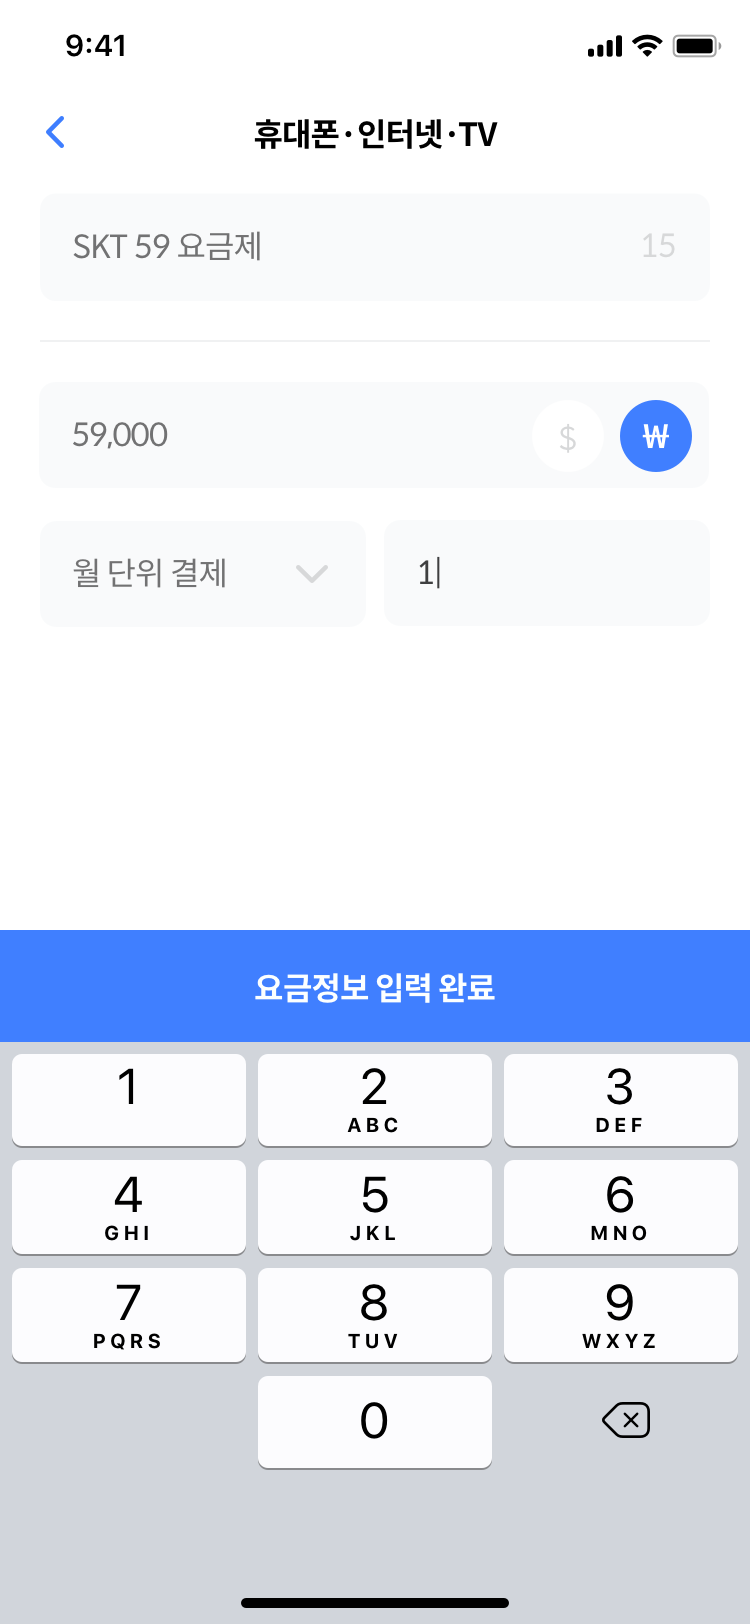 9:41
휴대폰·인터넷·TV
SKT 59 요금제 15
59,000 $ ₩
월 단위 결제 1
요금정보 입력 완료
1 2 3
ABC DEF
4 5 6
GHI JKL MNO
7 8 9
PQRS TUV WXYZ
0